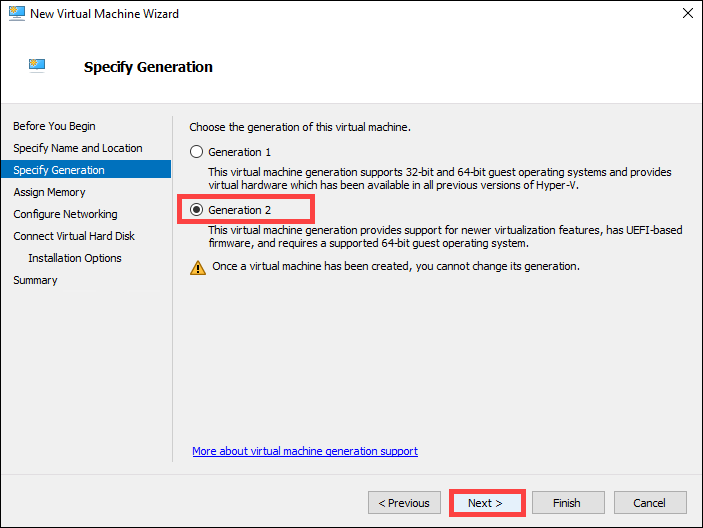 New Virtual Machine Wizard
Specify Generation
Before You Begin
Specify Name and Location
Specify Generation
Assign Memory
Configure Networking
Connect Virtual Hard Disk
Installation Options
Summary
Choose the generation of this virtual machine.
Generation 1
This virtual machine generation supports 32-bit and 64-bit guest operating systems and provides
virtual hardware which has been available in all previous versions of Hyper-V.
Generation 2
This virtual machine generation provides support for newer virtualization features, has UEFI-based
firmware, and requires a supported 64-bit guest operating system.
Once a virtual machine has been created, you cannot change its generation.
More about virtual machine generation support
< Previous
Next >
Finish
Cancel